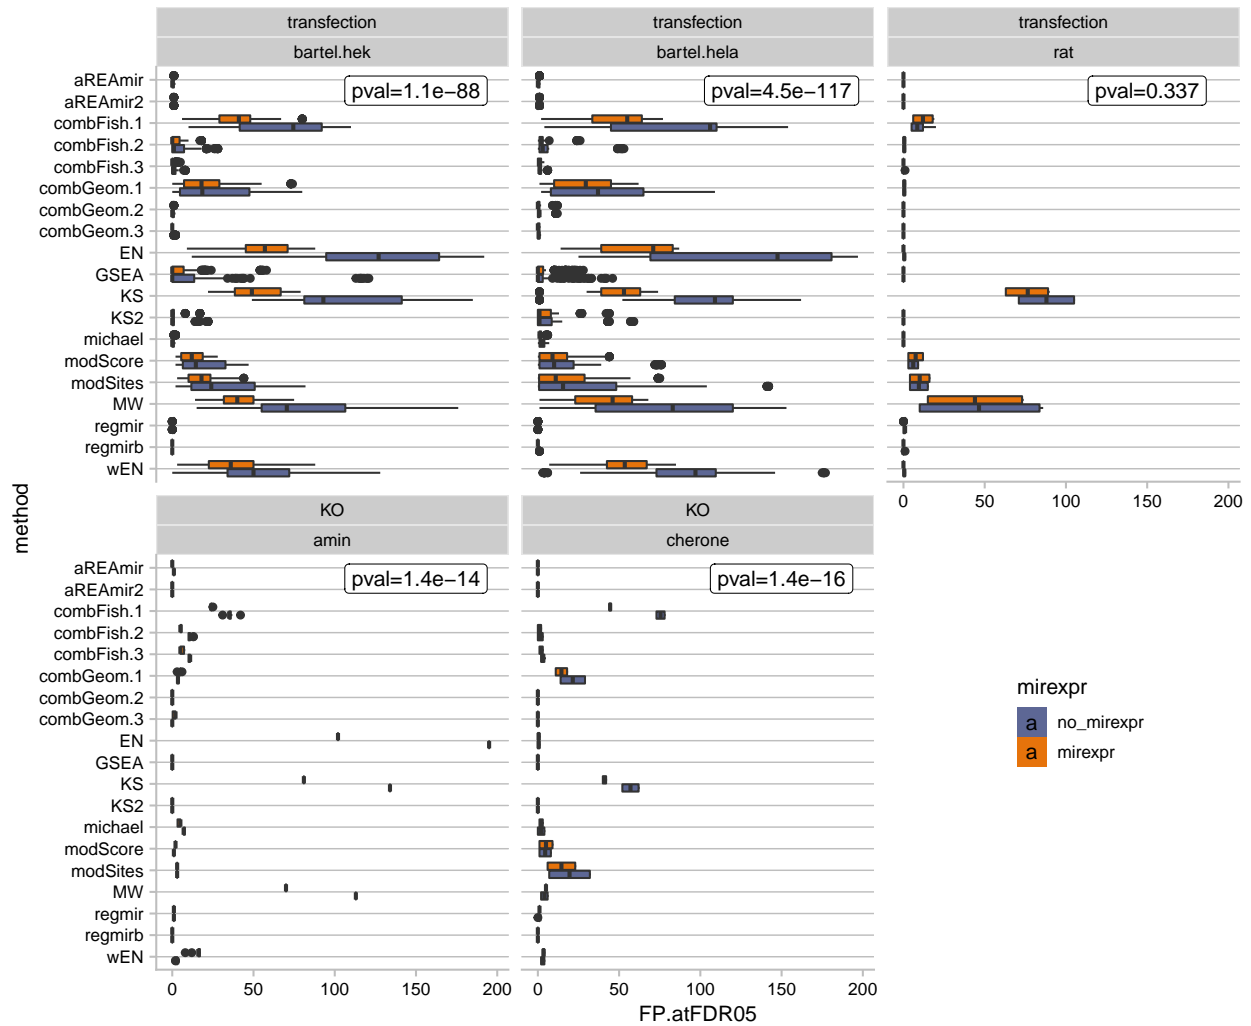 transfection
transfection
transfection
bartel.hek
bartel.hela
rat
aREAmir
aREAmir2
combFish.1
combFish.2
combFish.3
combGeom.1
combGeom.2
combGeom.3
EN
GSEA
KS
KS2
michael
modScore
modSites
MW
regmir
regmirb
wEN
pval=1.1e−88
pval=4.5e−117
pval=0.337
0 50 100 150 200
KO
KO
amin
cherone
method
aREAmir
aREAmir2
combFish.1
combFish.2
combFish.3
combGeom.1
combGeom.2
combGeom.3
EN
GSEA
KS
KS2
michael
modScore
modSites
MW
regmir
regmirb
wEN
pval=1.4e−14
pval=1.4e−16
mirexpr
a no_mirexpr
a mirexpr
0 50 100 150 200
0 50 100 150 200
FP.atFDR05